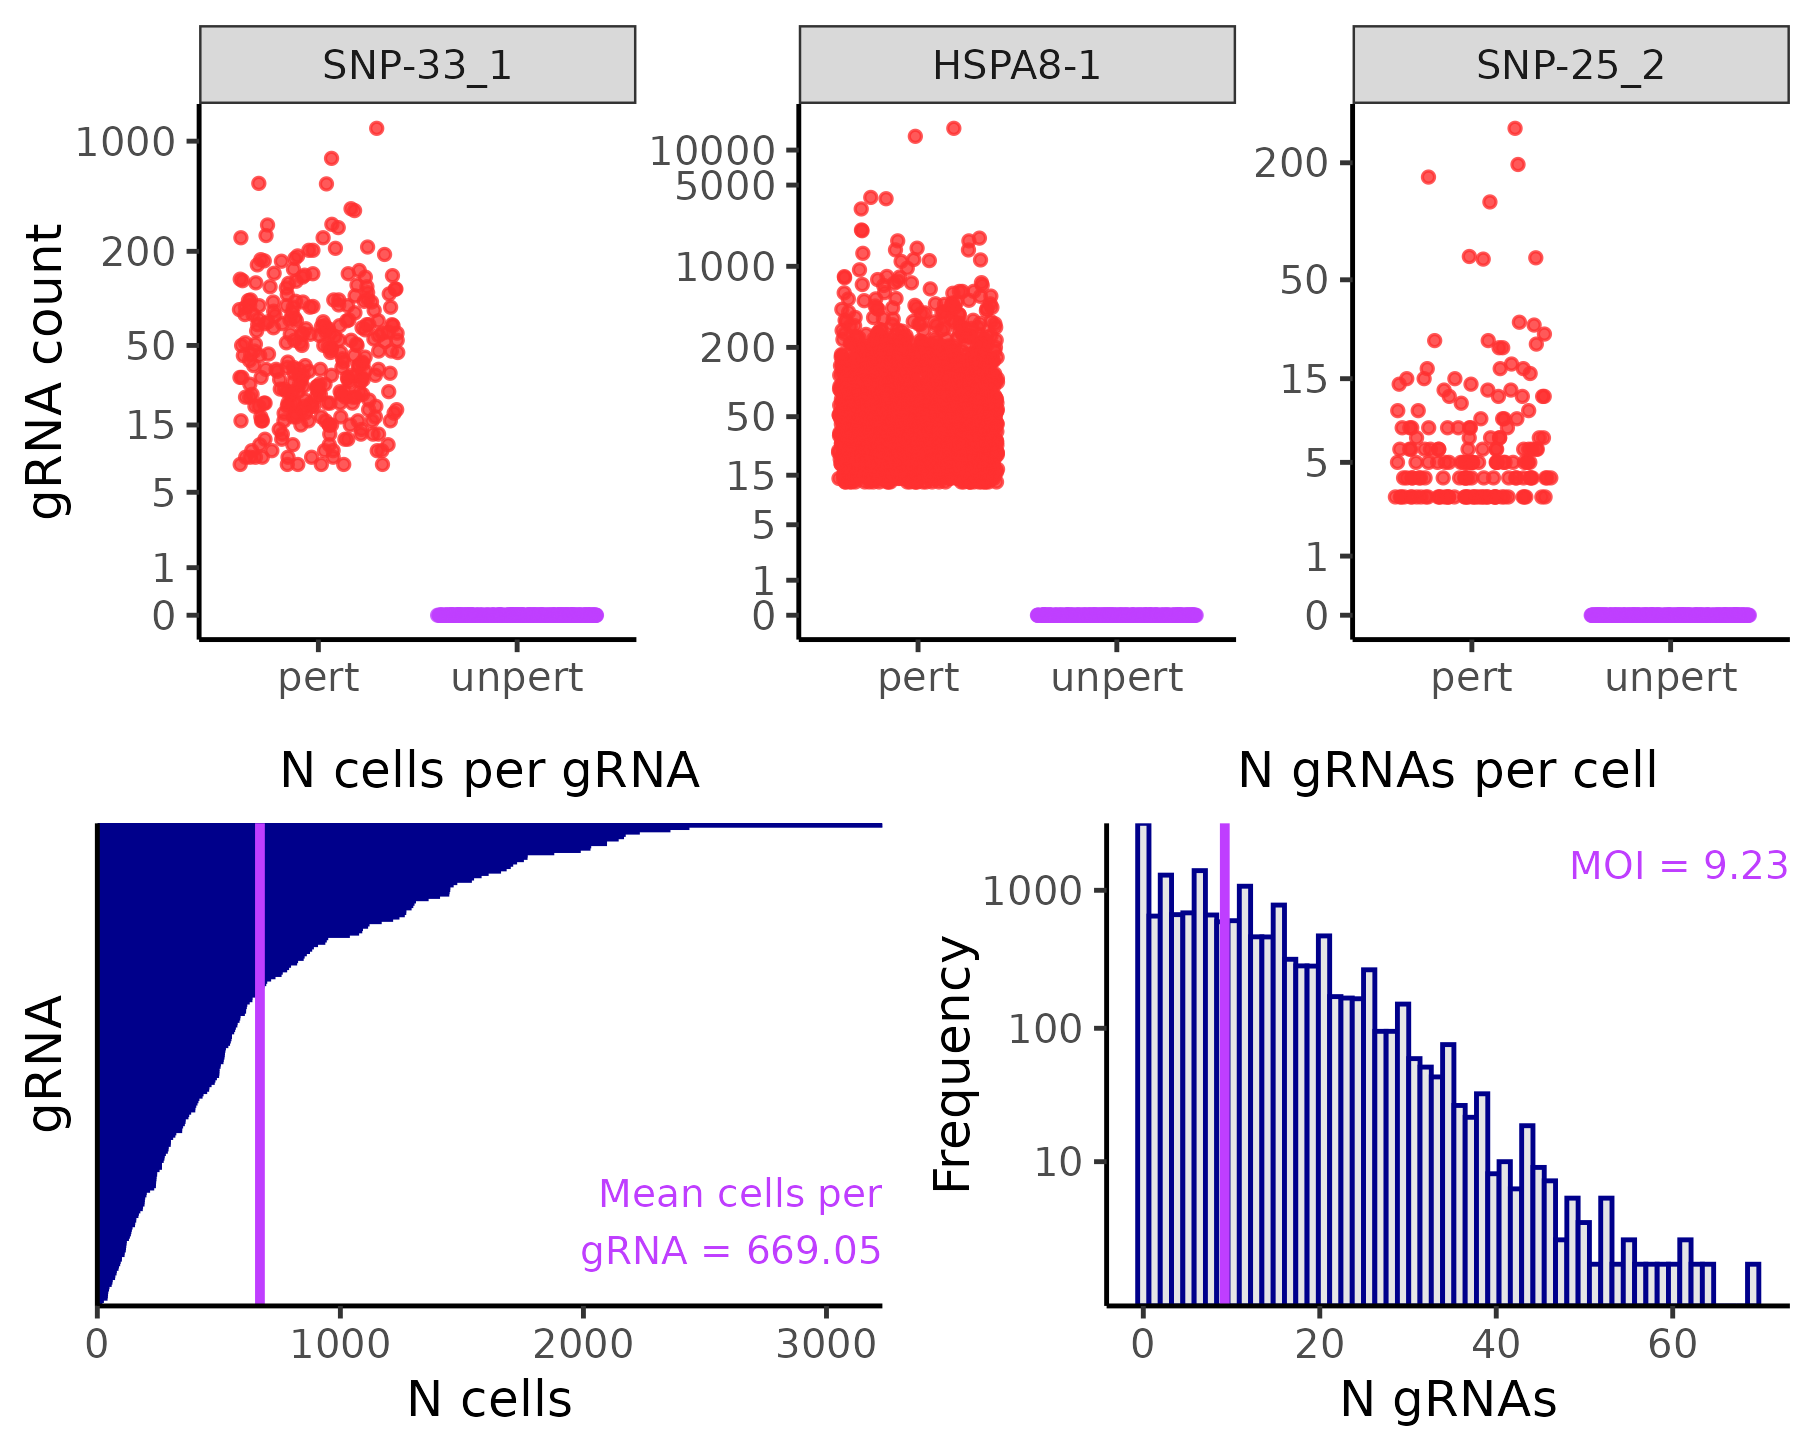 SNP-33_1 HSPA8-1 SNP-25_2
gRNA count
1000
200
50
15
5
1
0
10000
5000
1000
200
50
15
5
1
0
200
50
15
5
1
0
pert unpert pert unpert pert unpert
N cells per gRNA
gRNA
Mean cells per
gRNA = 669.05
0 1000 2000 3000
N cells
N gRNAs per cell
Frequency
MOI = 9.23
1000
100
10
0 20 40 60
N gRNAs